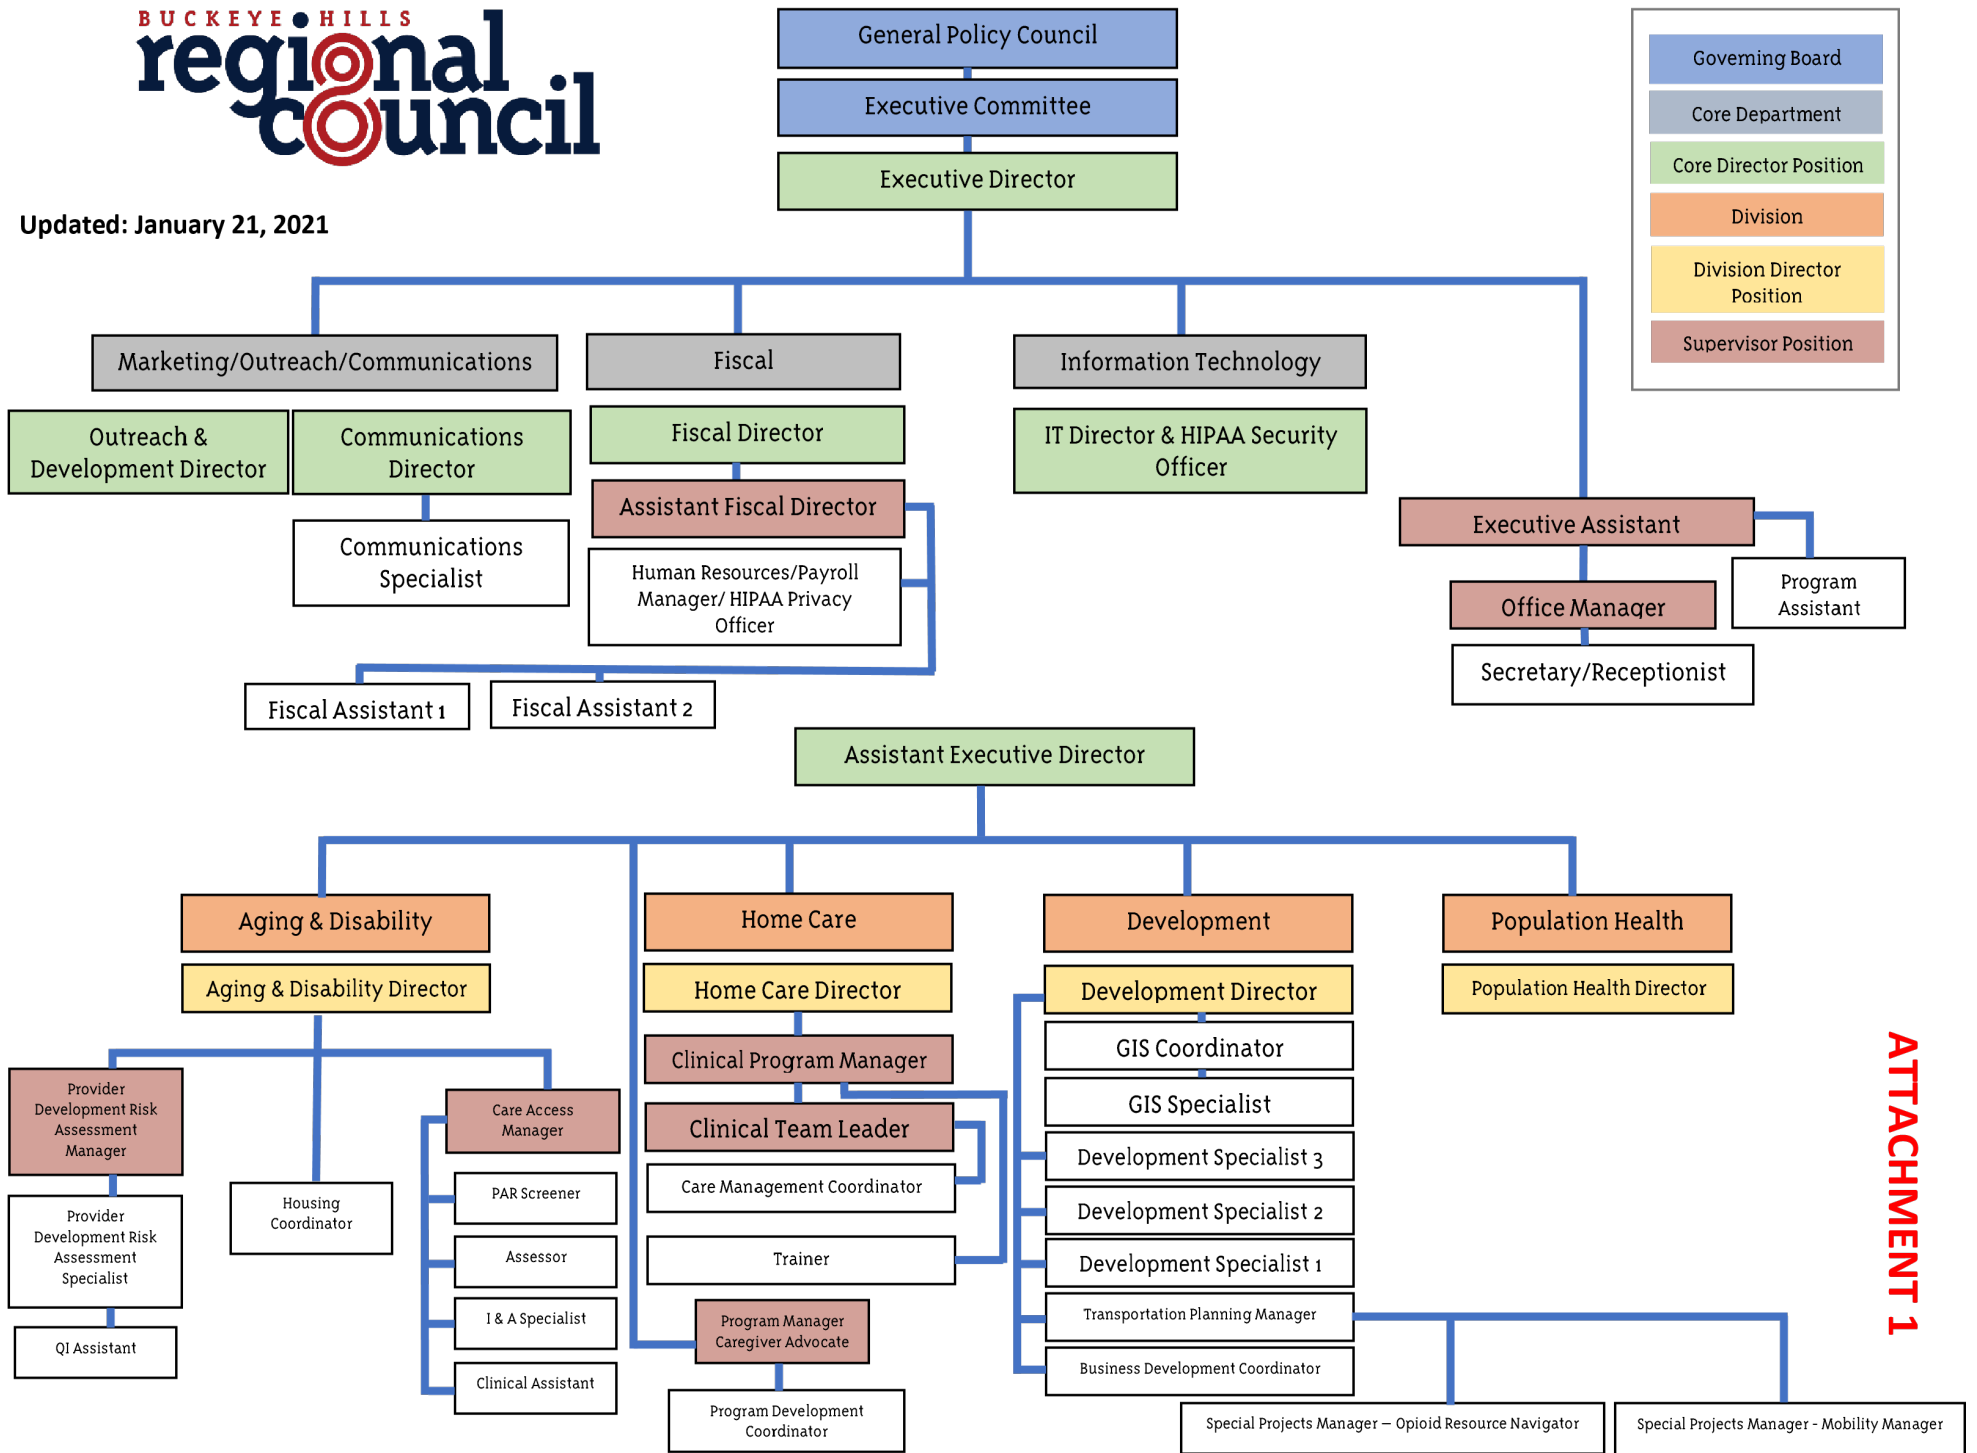 BUCKEYE HILLS
regional
council
Updated: January 21, 2021
General Policy Council
Executive Committee
Executive Director
Governing Board
Core Department
Core Director Position
Division
Division Director
Position
Supervisor Position
Marketing/Outreach/Communications
Fiscal
Information Technology
Outreach &
Development Director
Communications
Director
Fiscal Director
IT Director & HIPAA Security
Officer
Assistant Fiscal Director
Executive Assistant
Communications
Specialist
Human Resources/Payroll
Manager/ HIPAA Privacy
Officer
Program
Assistant
Office Manager
Secretary/Receptionist
Fiscal Assistant 1
Fiscal Assistant 2
Assistant Executive Director
Aging & Disability
Home Care
Development
Population Health
Aging & Disability Director
Home Care Director
Development Director
Population Health Director
Provider
Development Risk
Assessment
Manager
Provider
Development Risk
Assessment
Specialist
QI Assistant
Housing
Coordinator
Care Access
Manager
PAR Screener
Assessor
I & A Specialist
Clinical Assistant
Clinical Program Manager
Clinical Team Leader
Care Management Coordinator
Trainer
Program Manager
Caregiver Advocate
Program Development
Coordinator
GIS Coordinator
GIS Specialist
Development Specialist 3
Development Specialist 2
Development Specialist 1
Transportation Planning Manager
Business Development Coordinator
Special Projects Manager – Opioid Resource Navigator
Special Projects Manager - Mobility Manager
ATTACHMENT 1